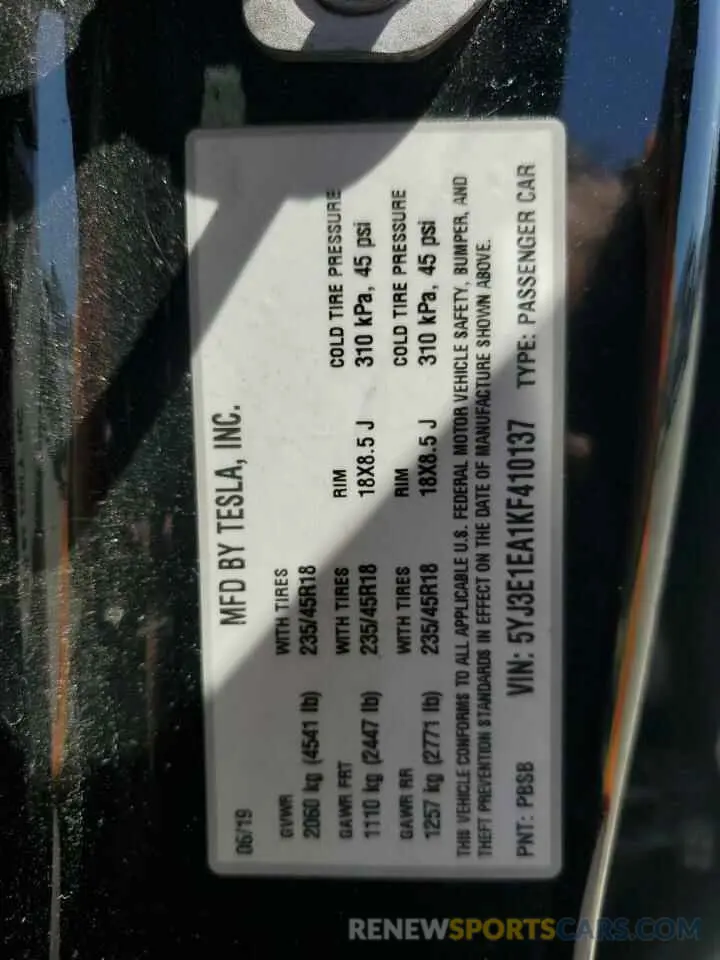 MFD BY TESLA, INC.
06/19
GVWR WITH TIRES RIM COLD TIRE PRESSURE
2060 kg (4541 lb) 235/45R18
GAWR FRT WITH TIRES RIM COLD TIRE PRESSURE
1110 kg (2447 lb) 235/45R18 18X8.5 J 310 kPa, 45 psi
GAWR RR WITH TIRES RIM COLD TIRE PRESSURE
1257 kg (2771 lb) 235/45R18 18X8.5 J 310 kPa, 45 psi
THIS VEHICLE CONFORMS TO ALL APPLICABLE U.S. FEDERAL MOTOR VEHICLE SAFETY, BUMPER, AND
THEFT PREVENTION STANDARDS IN EFFECT ON THE DATE OF MANUFACTURE SHOWN ABOVE.
PNT: PBSB VIN: 5YJ3E1EA1KF410137 TYPE: PASSENGER CAR
RENEWSPORTSCARS.COM